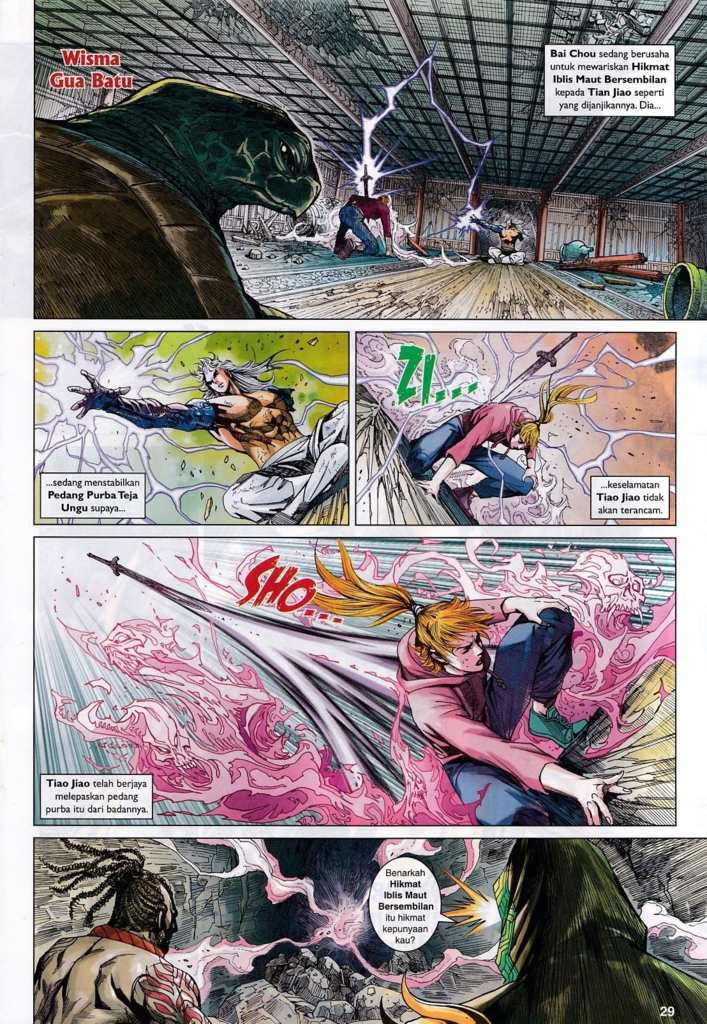 Wisma
Gua Batu
Bai Chou sedang berusaha
untuk mewariskan Hikmat
Iblis Maut Bersembilan
kepada Tian Jiao seperti
yang dijanjikannya. Dia...
...sedang menstabilkan
Pedang Purba Teja
Ungu supaya...
ZI...
...keselamatan
Tiao Jiao tidak
akan terancam.
SHO...
Tiao Jiao telah berjaya
melepaskan pedang
purba itu dari badannya.
Benarkah
Hikmat
Iblis Maut
Bersembilan
itu hikmat
kepunyaan
kau?
29